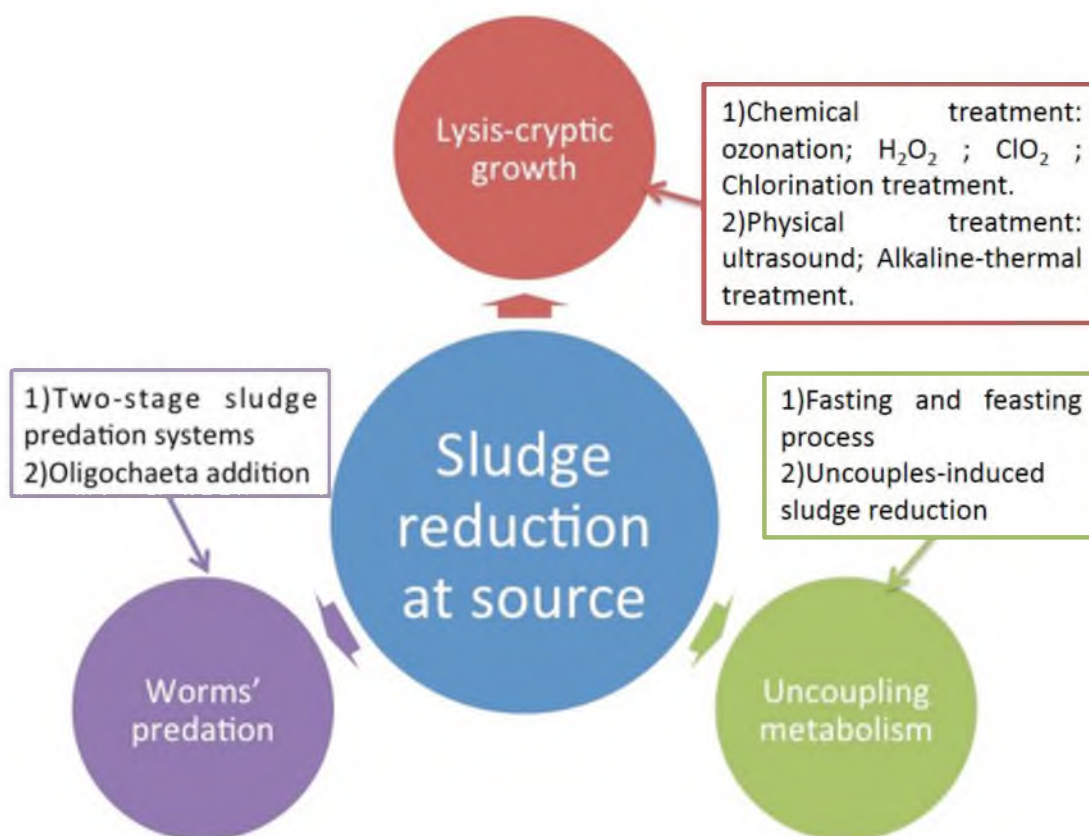 Lysis-cryptic
growth
1)Chemical treatment:
ozonation; H₂O₂ ; ClO₂ ;
Chlorination treatment.
2)Physical treatment:
ultrasound; Alkaline-thermal
treatment.
1)Two-stage sludge
predation systems
2)Oligochaeta addition
Sludge
reduction
at source
1)Fasting and feasting
process
2)Uncouples-induced
sludge reduction
Worms’
predation
Uncoupling
metabolism